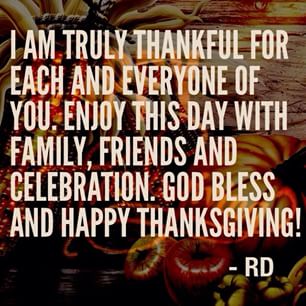 I AM TRULY THANKFUL FOR
EACH AND EVERYONE OF
YOU. ENJOY THIS DAY WITH
FAMILY, FRIENDS AND
CELEBRATION. GOD BLESS
AND HAPPY THANKSGIVING!
- RD